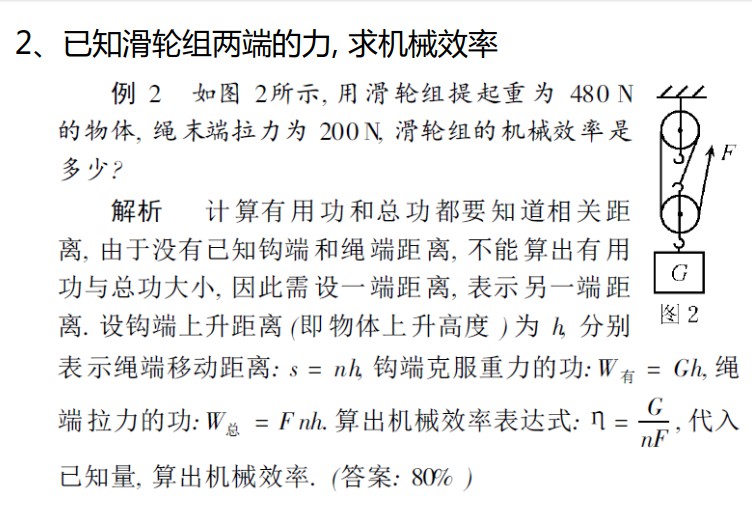 2、已知滑轮组两端的力, 求机械效率
例 2 如图 2所示, 用滑轮组提起重为 480 N
的物体, 绳末端拉力为 200 N, 滑轮组的机械效率是
多少?
F
解析 计算有用功和总功都要知道相关距
离, 由于没有已知钩端和绳端距离, 不能算出有用
功与总功大小, 因此需设一端距离, 表示另一端距
G
离. 设钩端上升距离 (即物体上升高度 ) 为 h, 分别
图 2
表示绳端移动距离: s = nh, 钩端克服重力的功: W有 = Gh, 绳
端拉力的功: W总 = Fnh. 算出机械效率表达式: η = G/nF, 代入
已知量, 算出机械效率. (答案: 80% )